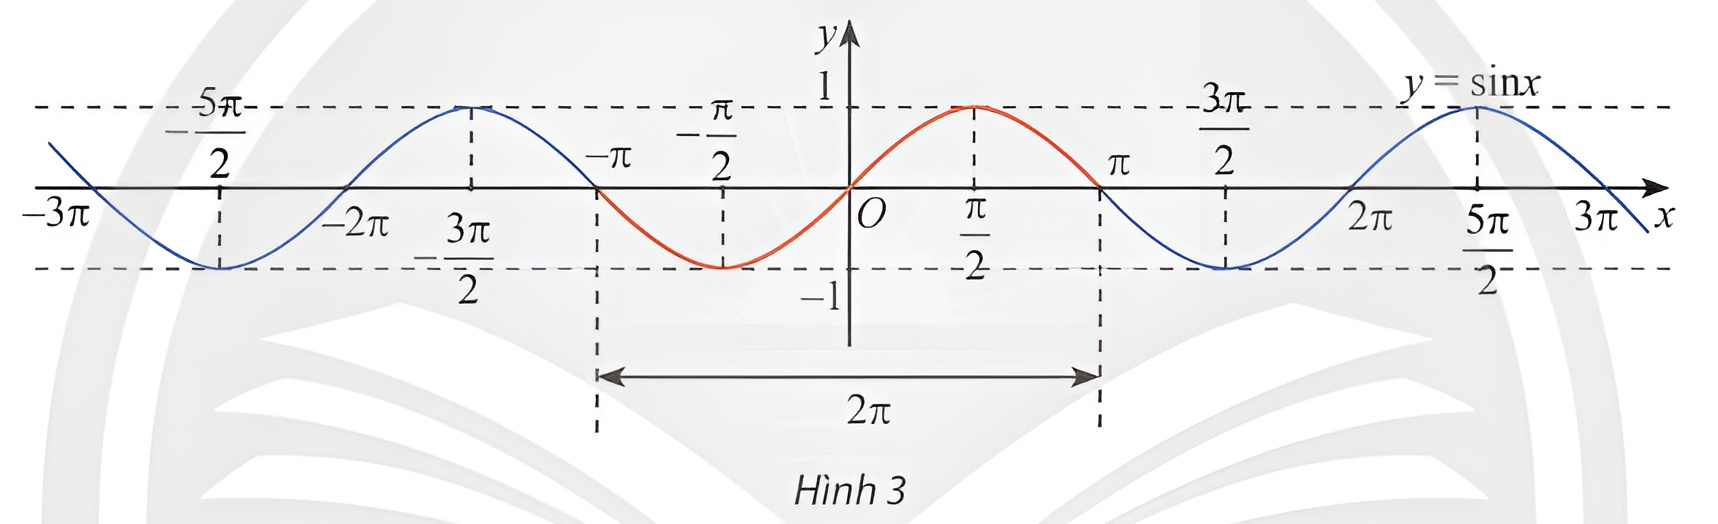 y
1
y = sinx
-5π/2
-π
-π/2
π
3π/2
-3π
-2π
-3π/2
O
π/2
2π
5π/2
3π
x
-1
2π
Hình 3